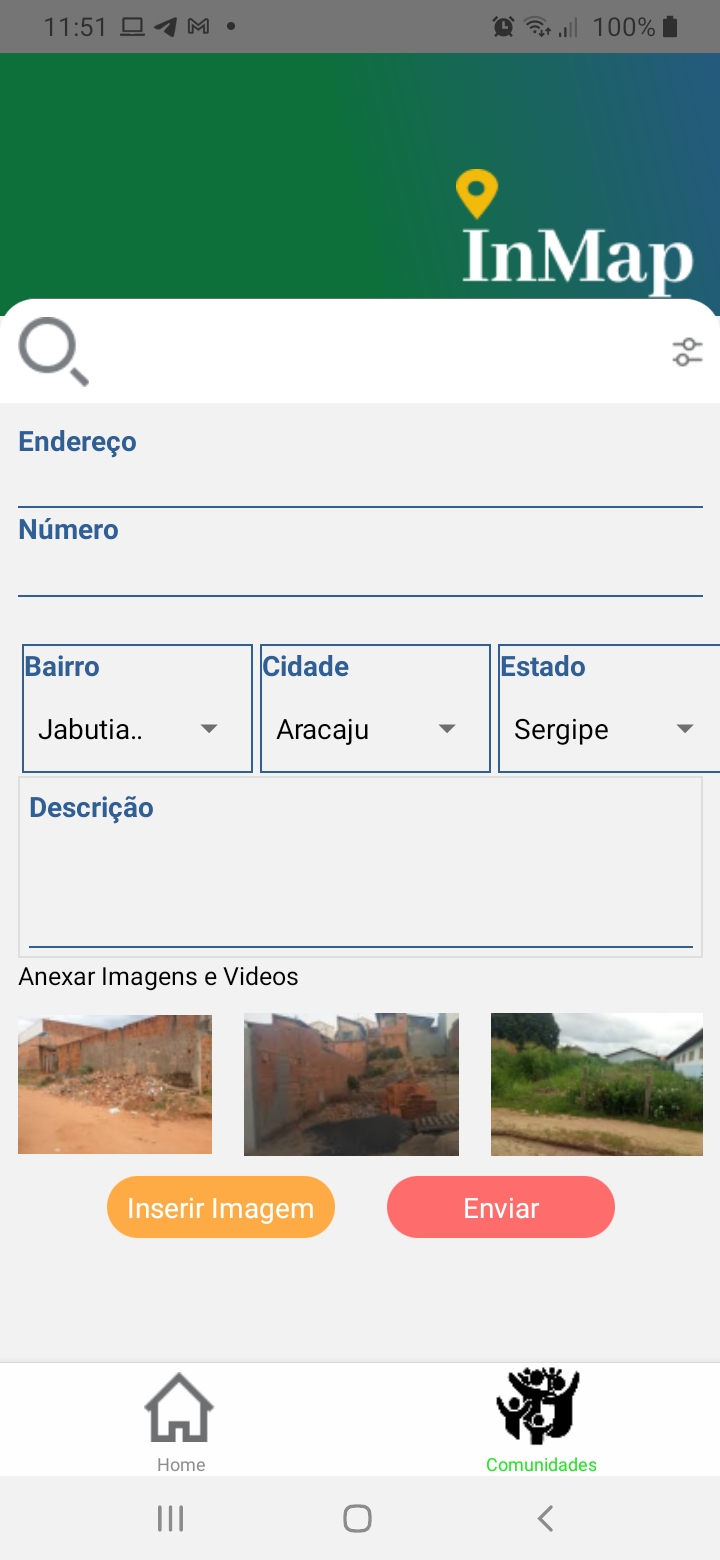 11:51 100%
InMap
Endereço
Número
Bairro Cidade Estado
Jabutia.. Aracaju Sergipe
Descrição
Anexar Imagens e Videos
Inserir Imagem Enviar
Home Comunidades